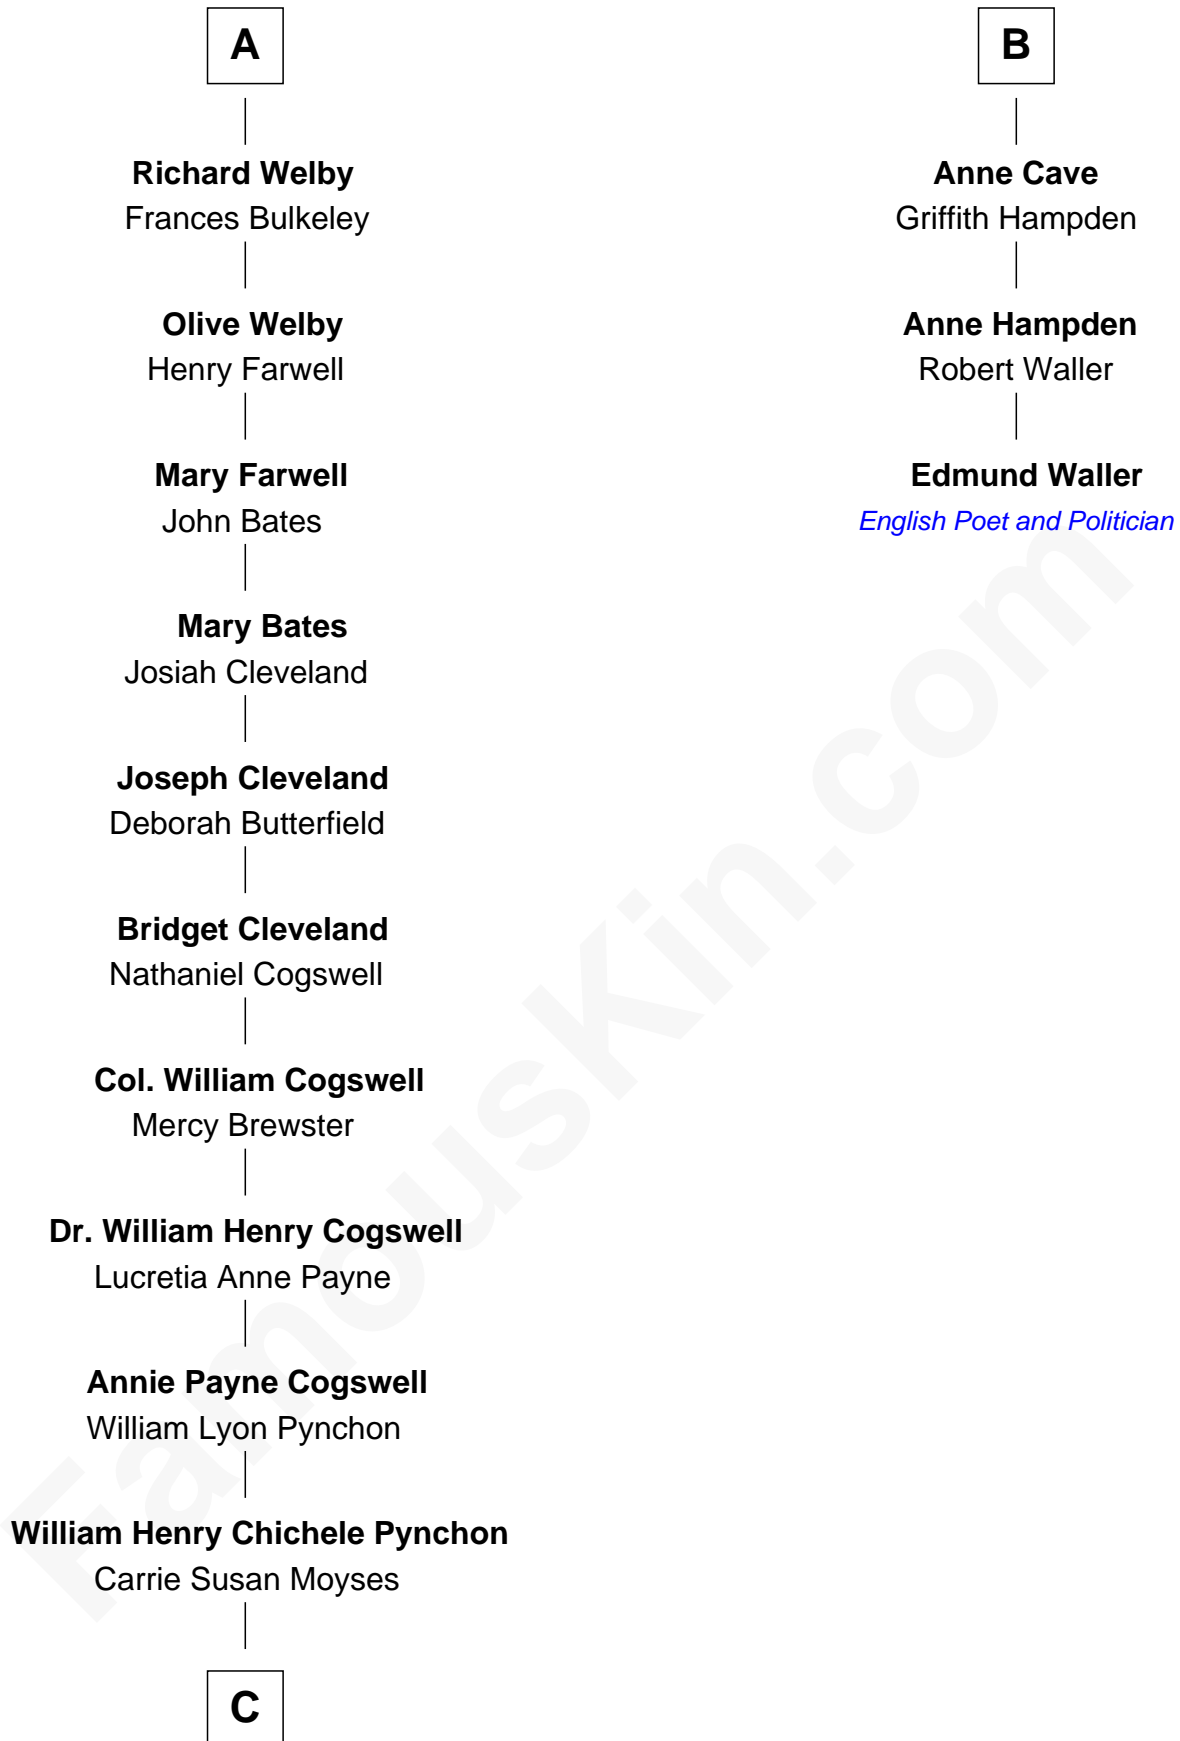 A
Richard Welby
Frances Bulkeley
Olive Welby
Henry Farwell
Mary Farwell
John Bates
Mary Bates
Josiah Cleveland
Joseph Cleveland
Deborah Butterfield
Bridget Cleveland
Nathaniel Cogswell
Col. William Cogswell
Mercy Brewster
Dr. William Henry Cogswell
Lucretia Anne Payne
Annie Payne Cogswell
William Lyon Pynchon
William Henry Chichele Pynchon
Carrie Susan Moyses
C
B
Anne Cave
Griffith Hampden
Anne Hampden
Robert Waller
Edmund Waller
English Poet and Politician
FamousKin.com